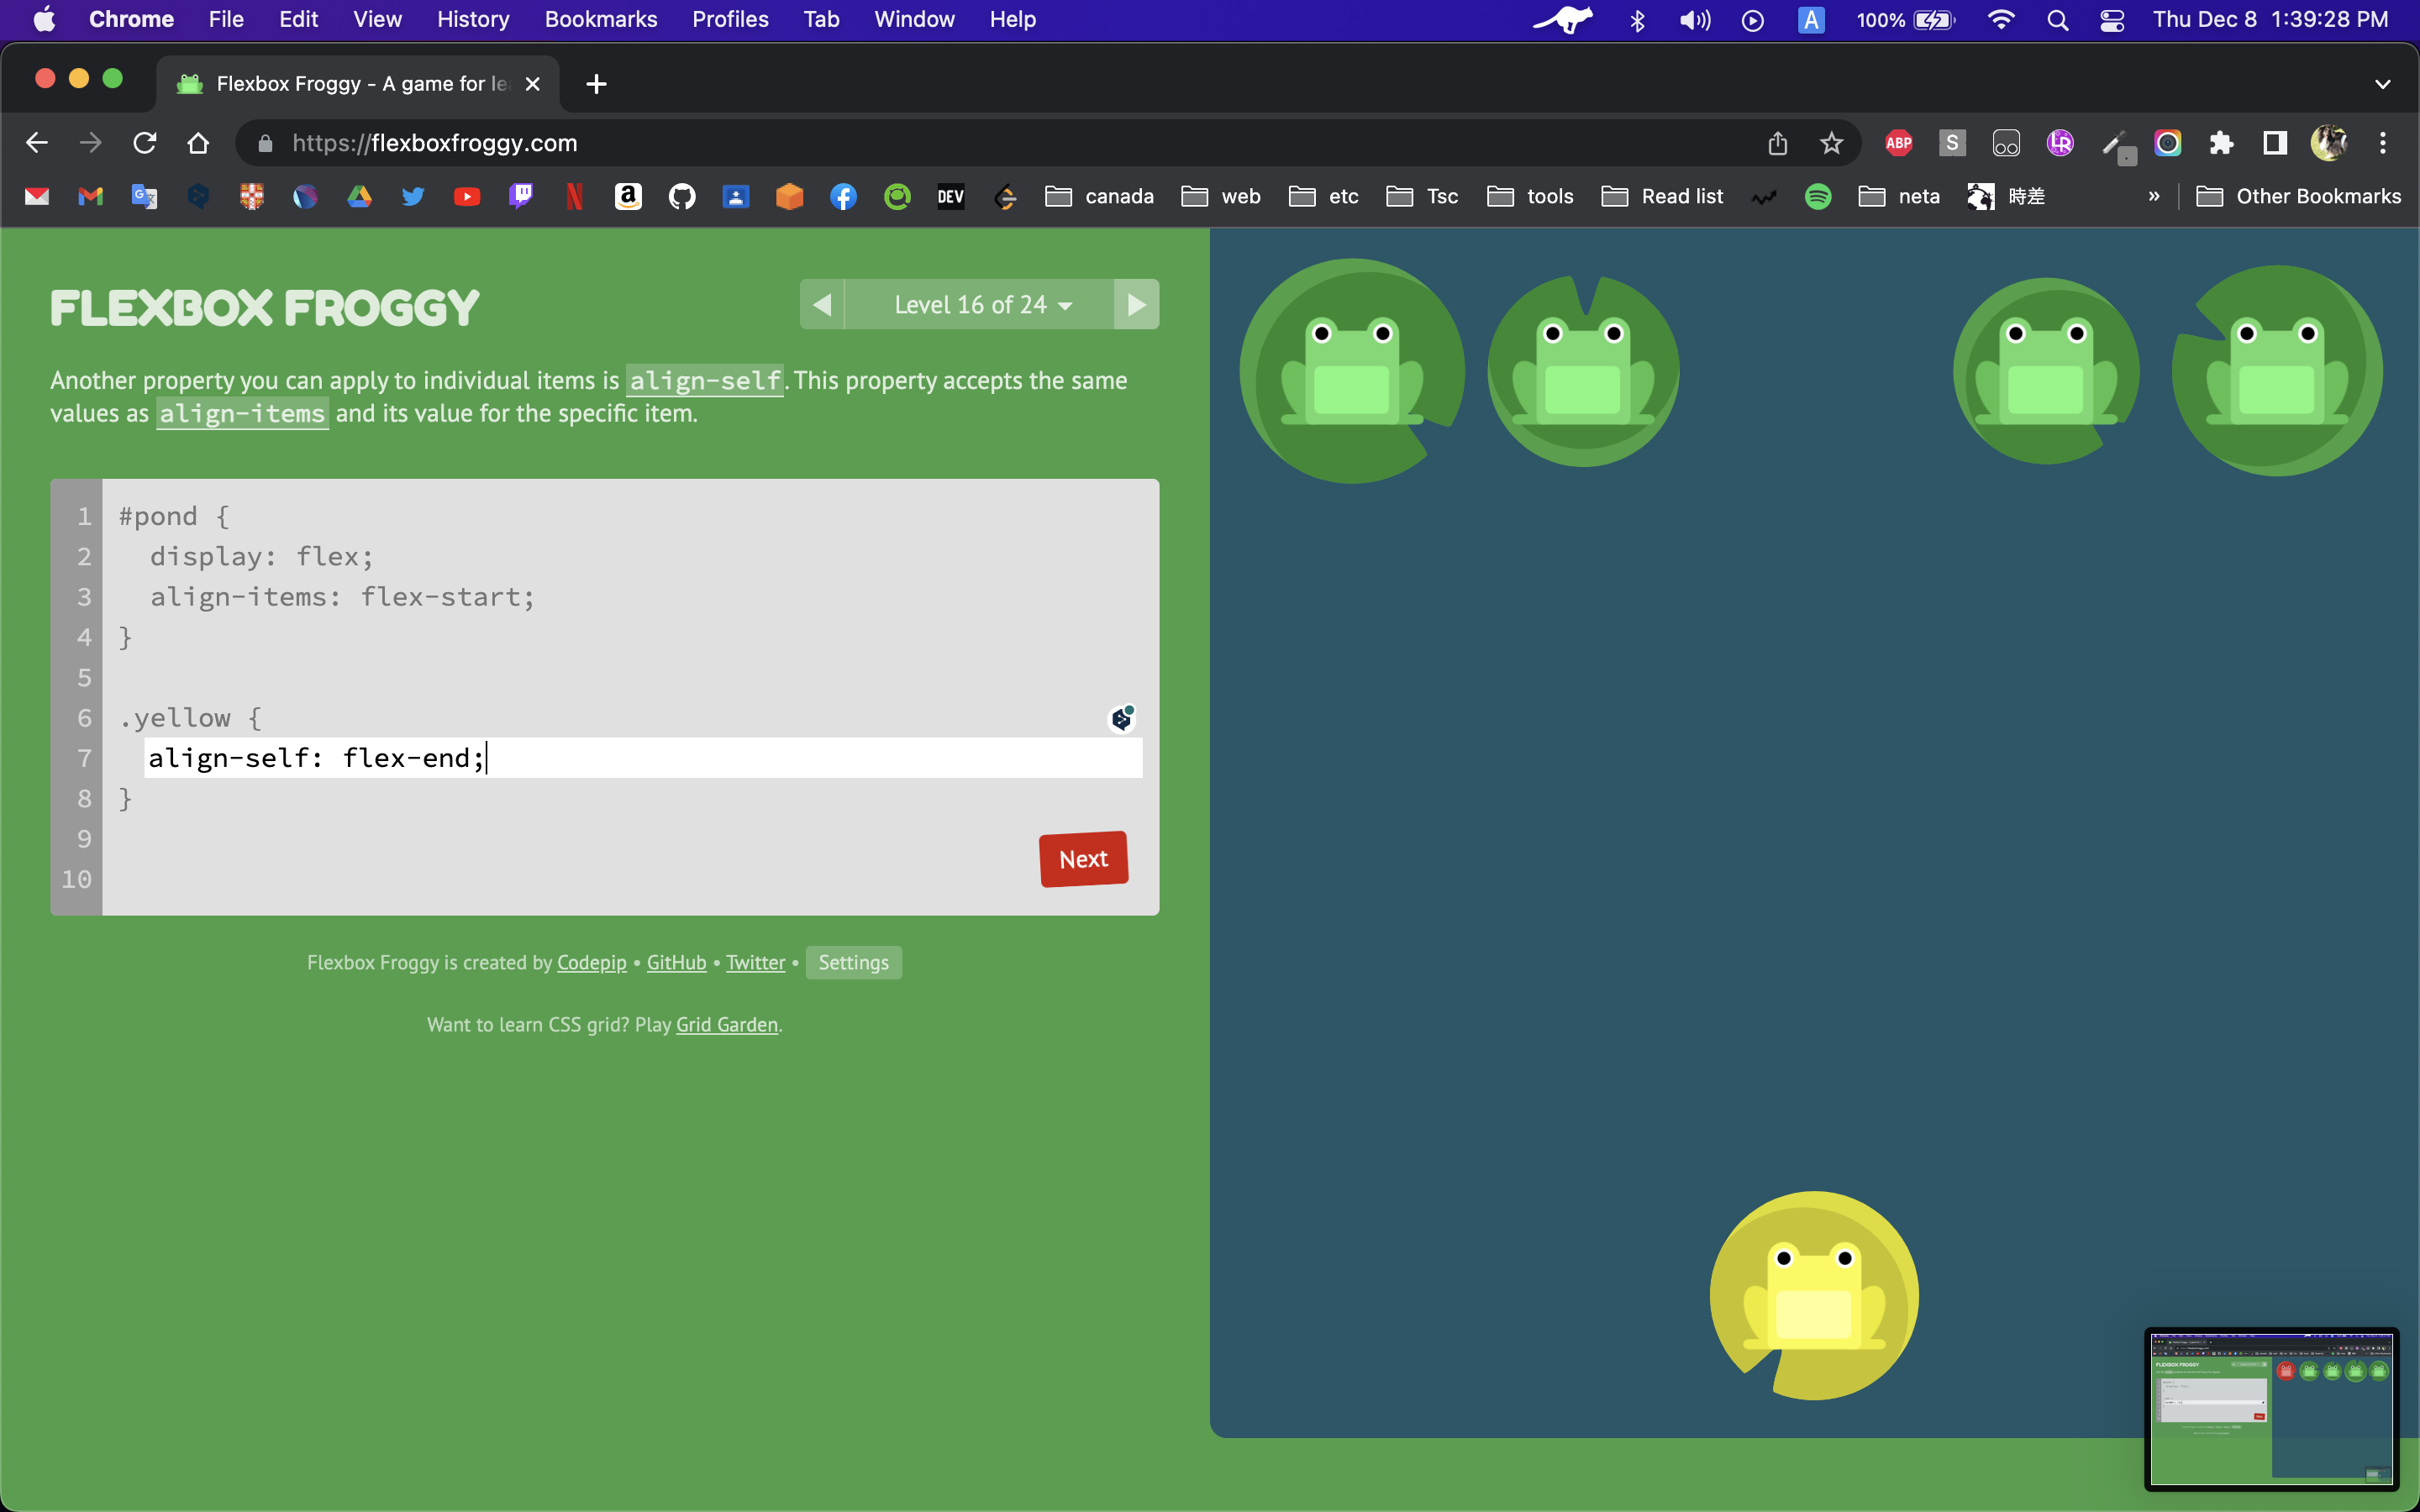 Chrome File Edit View History Bookmarks Profiles Tab Window Help A 100% Thu Dec 8 1:39:28 PM
Flexbox Froggy - A game for le
https://flexboxfroggy.com ABP S LR
DEV canada web etc Tsc tools Read list neta 時差 » Other Bookmarks
FLEXBOX FROGGY
Level 16 of 24
Another property you can apply to individual items is align-self. This property accepts the same
values as align-items and its value for the specific item.
1 #pond {
2 display: flex;
3 align-items: flex-start;
4 }
5
6 .yellow {
7 align-self: flex-end;
8 }
9
10
Next
Flexbox Froggy is created by Codepip • GitHub • Twitter • Settings
Want to learn CSS grid? Play Grid Garden.
FLEXBOX FROGGY